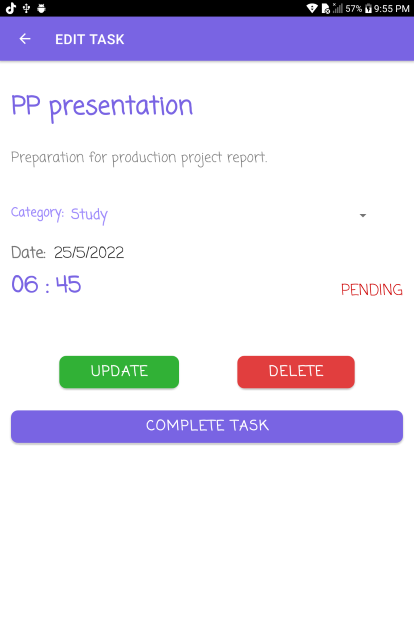 57% 9:55 PM
EDIT TASK
PP presentation
Preparation for production project report.
Category: Study
Date: 25/5/2022
06 : 45
PENDING
UPDATE DELETE
COMPLETE TASK